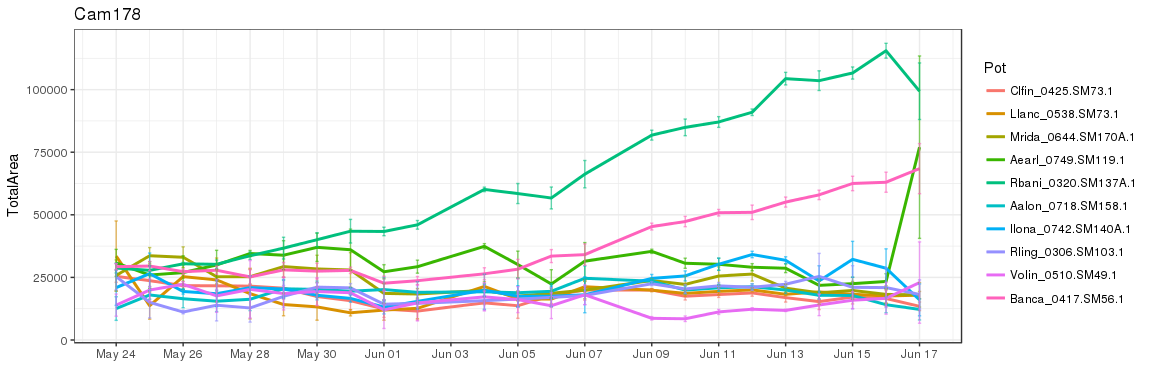 Cam178
TotalArea
100000
75000
50000
25000
0
May 24 May 26 May 28 May 30 Jun 01 Jun 03 Jun 05 Jun 07 Jun 09 Jun 11 Jun 13 Jun 15 Jun 17
Pot
Clfin_0425.SM73.1
Llanc_0538.SM73.1
Mrida_0644.SM170A.1
Aearl_0749.SM119.1
Rbani_0320.SM137A.1
Aalon_0718.SM158.1
Ilona_0742.SM140A.1
Rling_0306.SM103.1
Volin_0510.SM49.1
Banca_0417.SM56.1